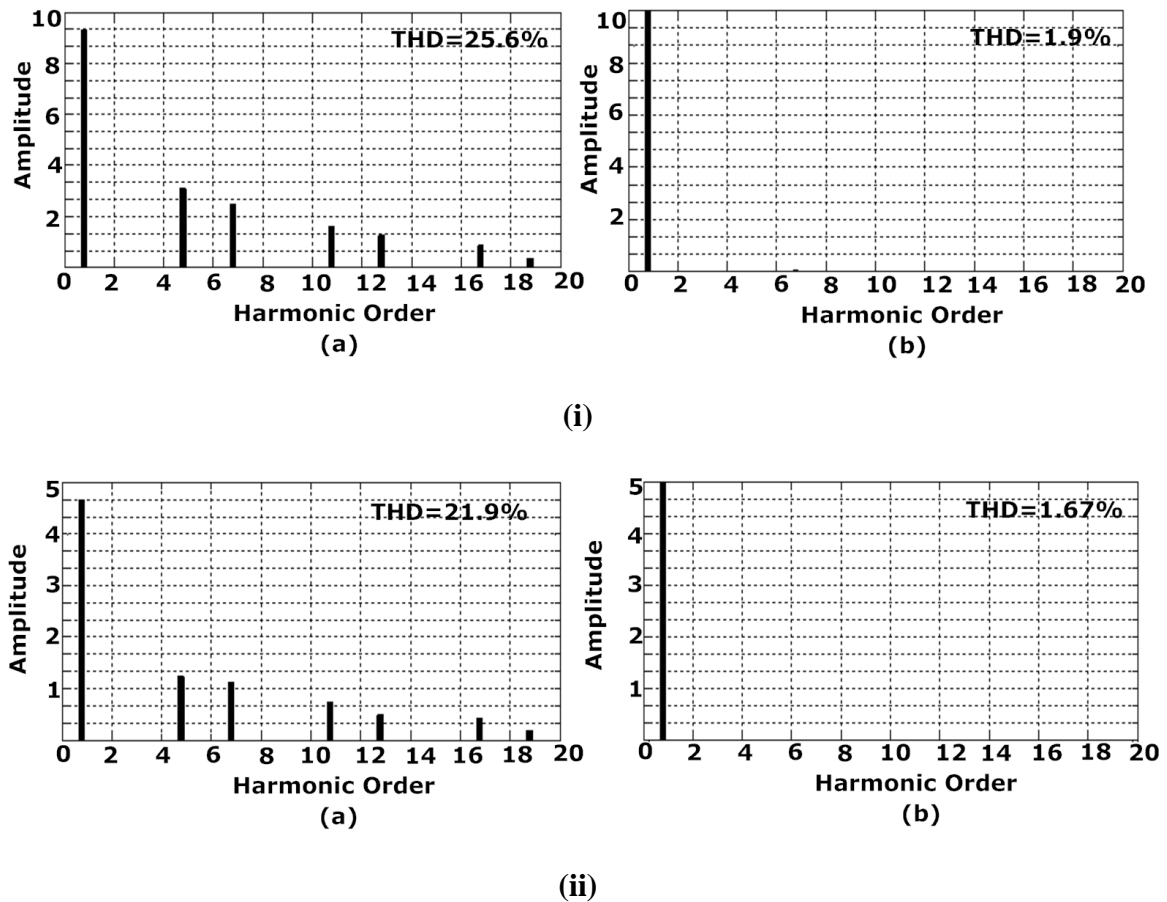 10
8
6
4
2
Amplitude
THD=25.6%
0 2 4 6 8 10 12 14 16 18 20
Harmonic Order
(a)
10
8
6
4
2
Amplitude
THD=1.9%
0 2 4 6 8 10 12 14 16 18 20
Harmonic Order
(b)
(i)
5
4
3
2
1
Amplitude
THD=21.9%
0 2 4 6 8 10 12 14 16 18 20
Harmonic Order
(a)
5
4
3
2
1
Amplitude
THD=1.67%
0 2 4 6 8 10 12 14 16 18 20
Harmonic Order
(b)
(ii)